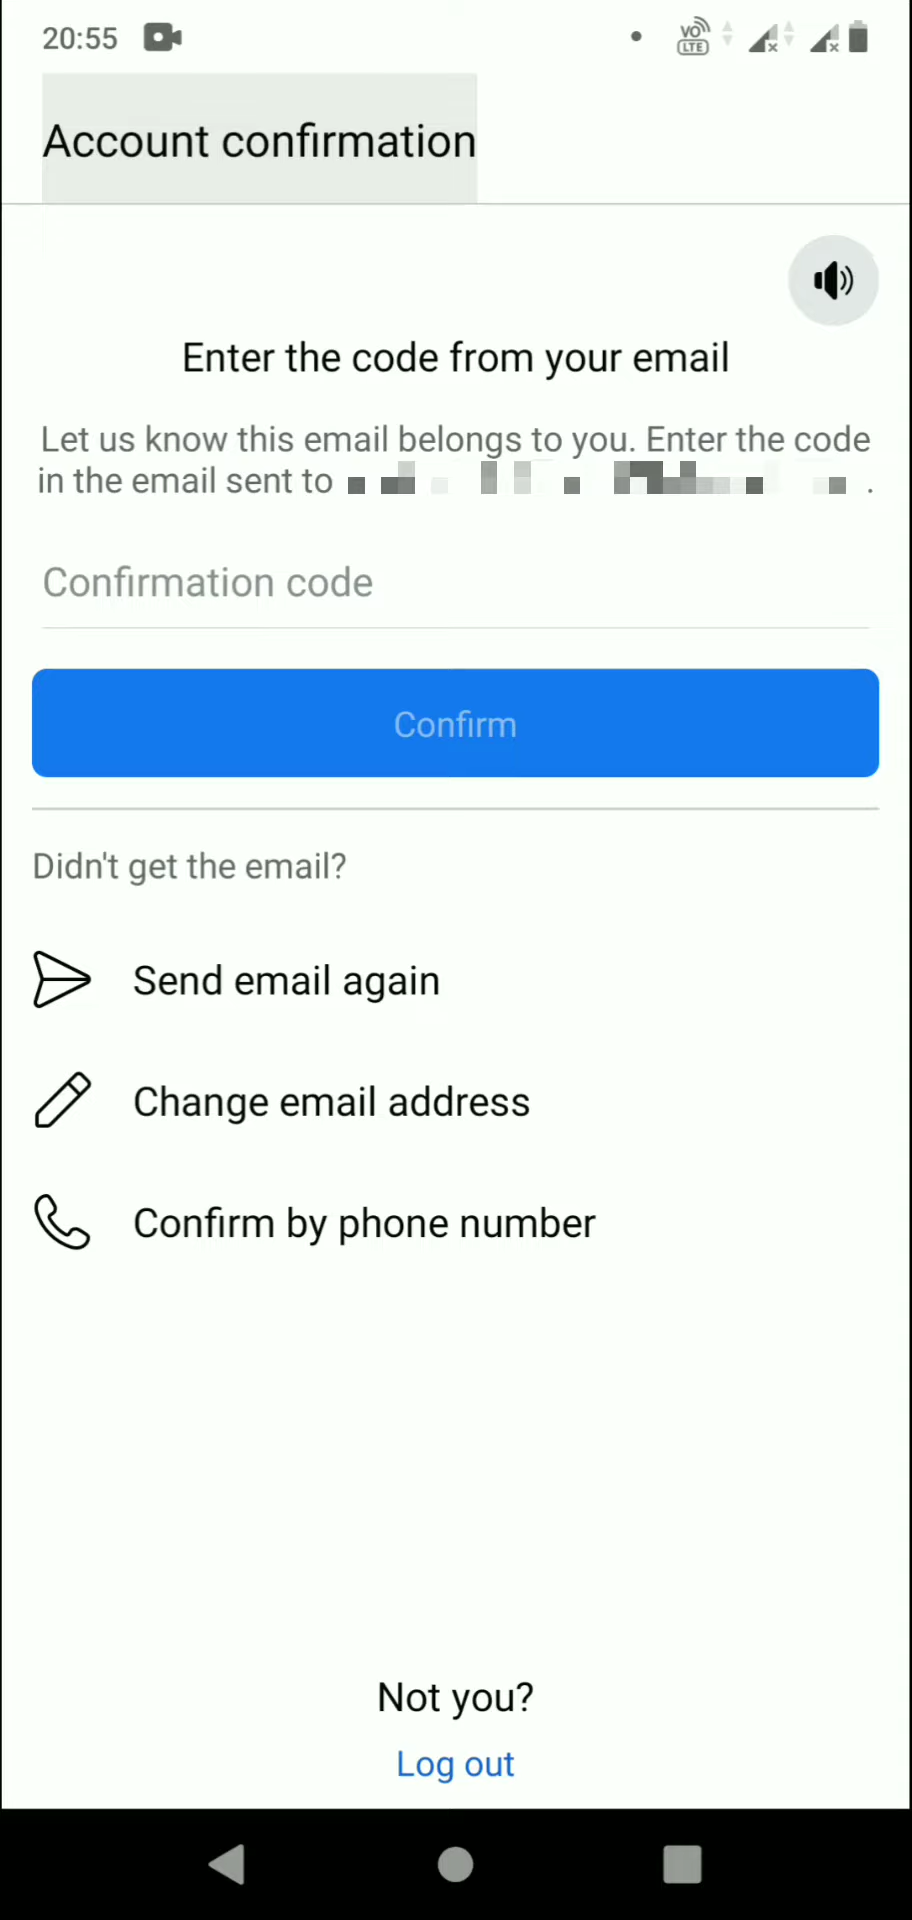 20:55
VO
LTE
Account confirmation
Enter the code from your email
Let us know this email belongs to you. Enter the code
in the email sent to .
Confirmation code
Confirm
Didn't get the email?
Send email again
Change email address
Confirm by phone number
Not you?
Log out